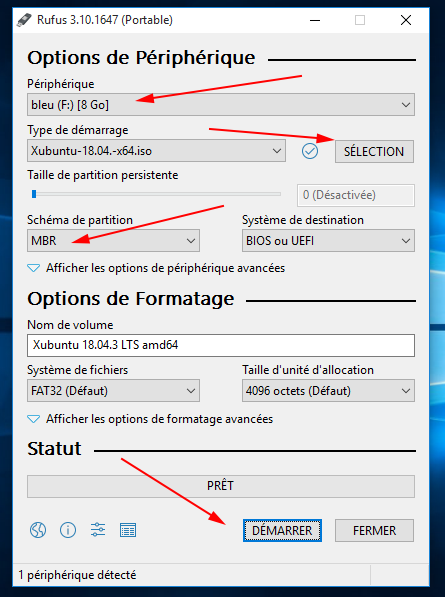 Rufus 3.10.1647 (Portable)
Options de Périphérique
Périphérique
bleu (F:) [8 Go]
Type de démarrage
Xubuntu-18.04.-x64.iso
SÉLECTION
Taille de partition persistente
0 (Désactivée)
Schéma de partition
Système de destination
MBR
BIOS ou UEFI
Afficher les options de périphérique avancées
Options de Formatage
Nom de volume
Xubuntu 18.04.3 LTS amd64
Système de fichiers
Taille d'unité d'allocation
FAT32 (Défaut)
4096 octets (Défaut)
Afficher les options de formatage avancées
Statut
PRÊT
DÉMARRER
FERMER
1 périphérique détecté